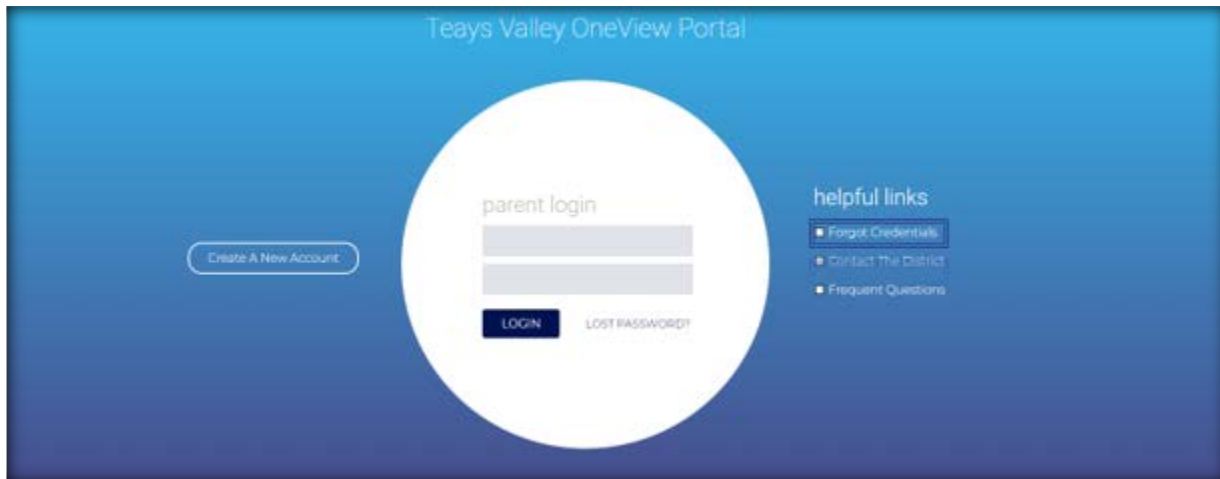 Teays Valley OneView Portal
Create A New Account
parent login
LOGIN
LOST PASSWORD?
helpful links
Forgot Credentials
Contact The District
Frequent Questions